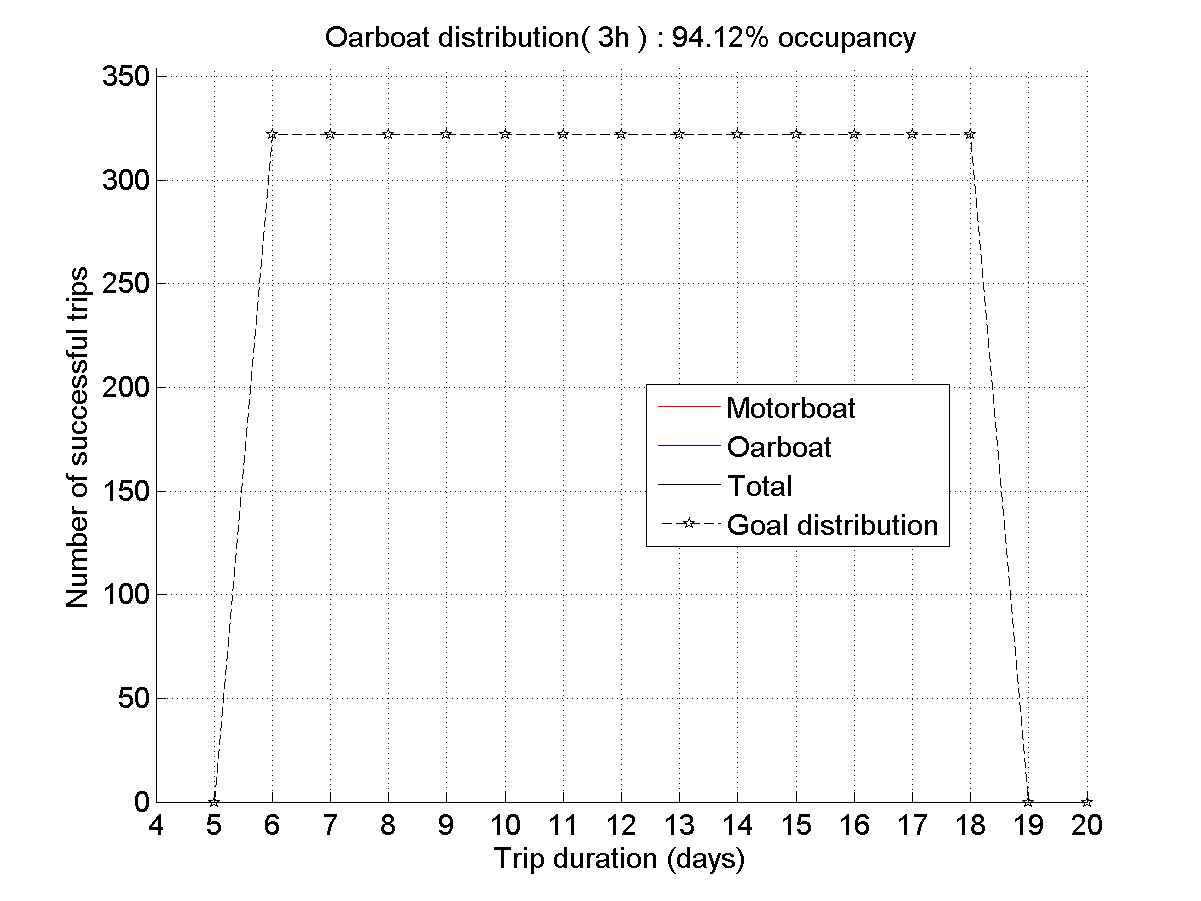 Oarboat distribution( 3h ) : 94.12% occupancy
350
300
250
200
150
100
50
0
Number of successful trips
Motorboat
Oarboat
Total
Goal distribution
4 5 6 7 8 9 10 11 12 13 14 15 16 17 18 19 20
Trip duration (days)